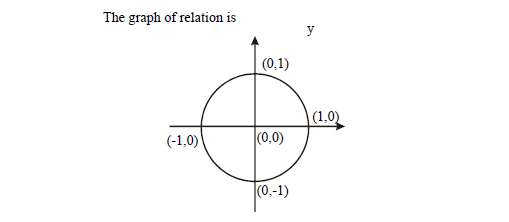 The graph of relation is
y
(0,1)
(1,0)
(-1,0)
(0,0)
(0,-1)